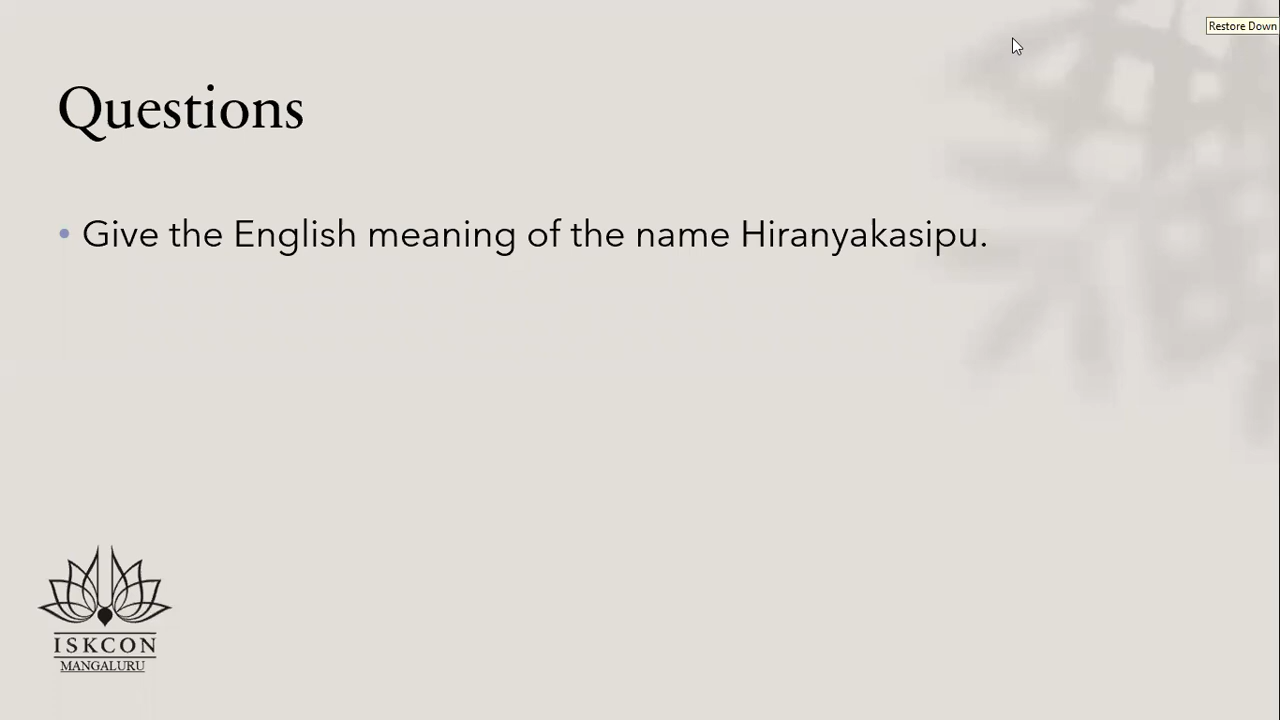 Restore Down
Questions
• Give the English meaning of the name Hiranyakasipu.
ISKCON
MANGALURU